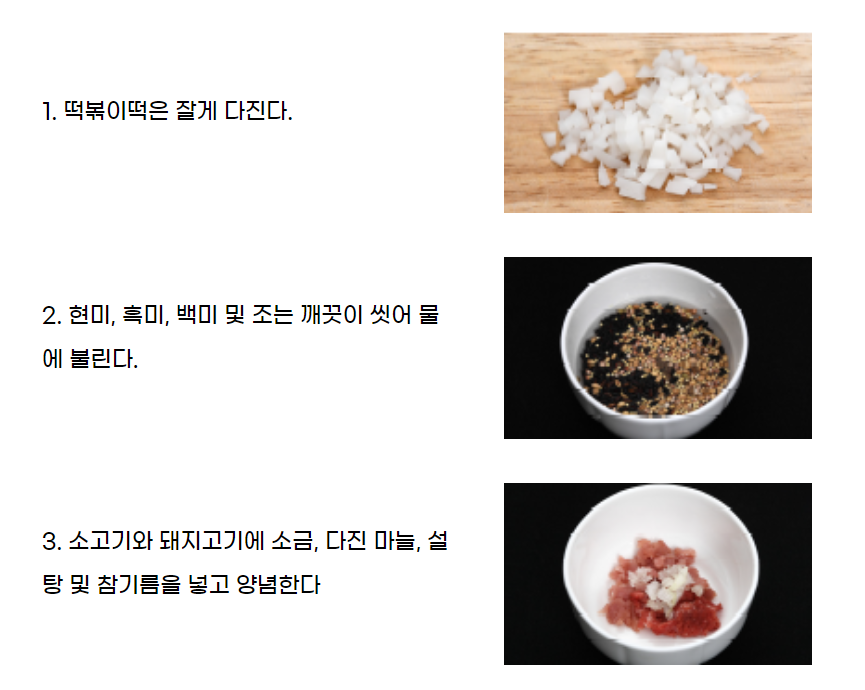 1. 떡볶이떡은 잘게 다진다.
2. 현미, 흑미, 백미 및 조는 깨끗이 씻어 물
에 불린다.
3. 소고기와 돼지고기에 소금, 다진 마늘, 설
탕 및 참기름을 넣고 양념한다